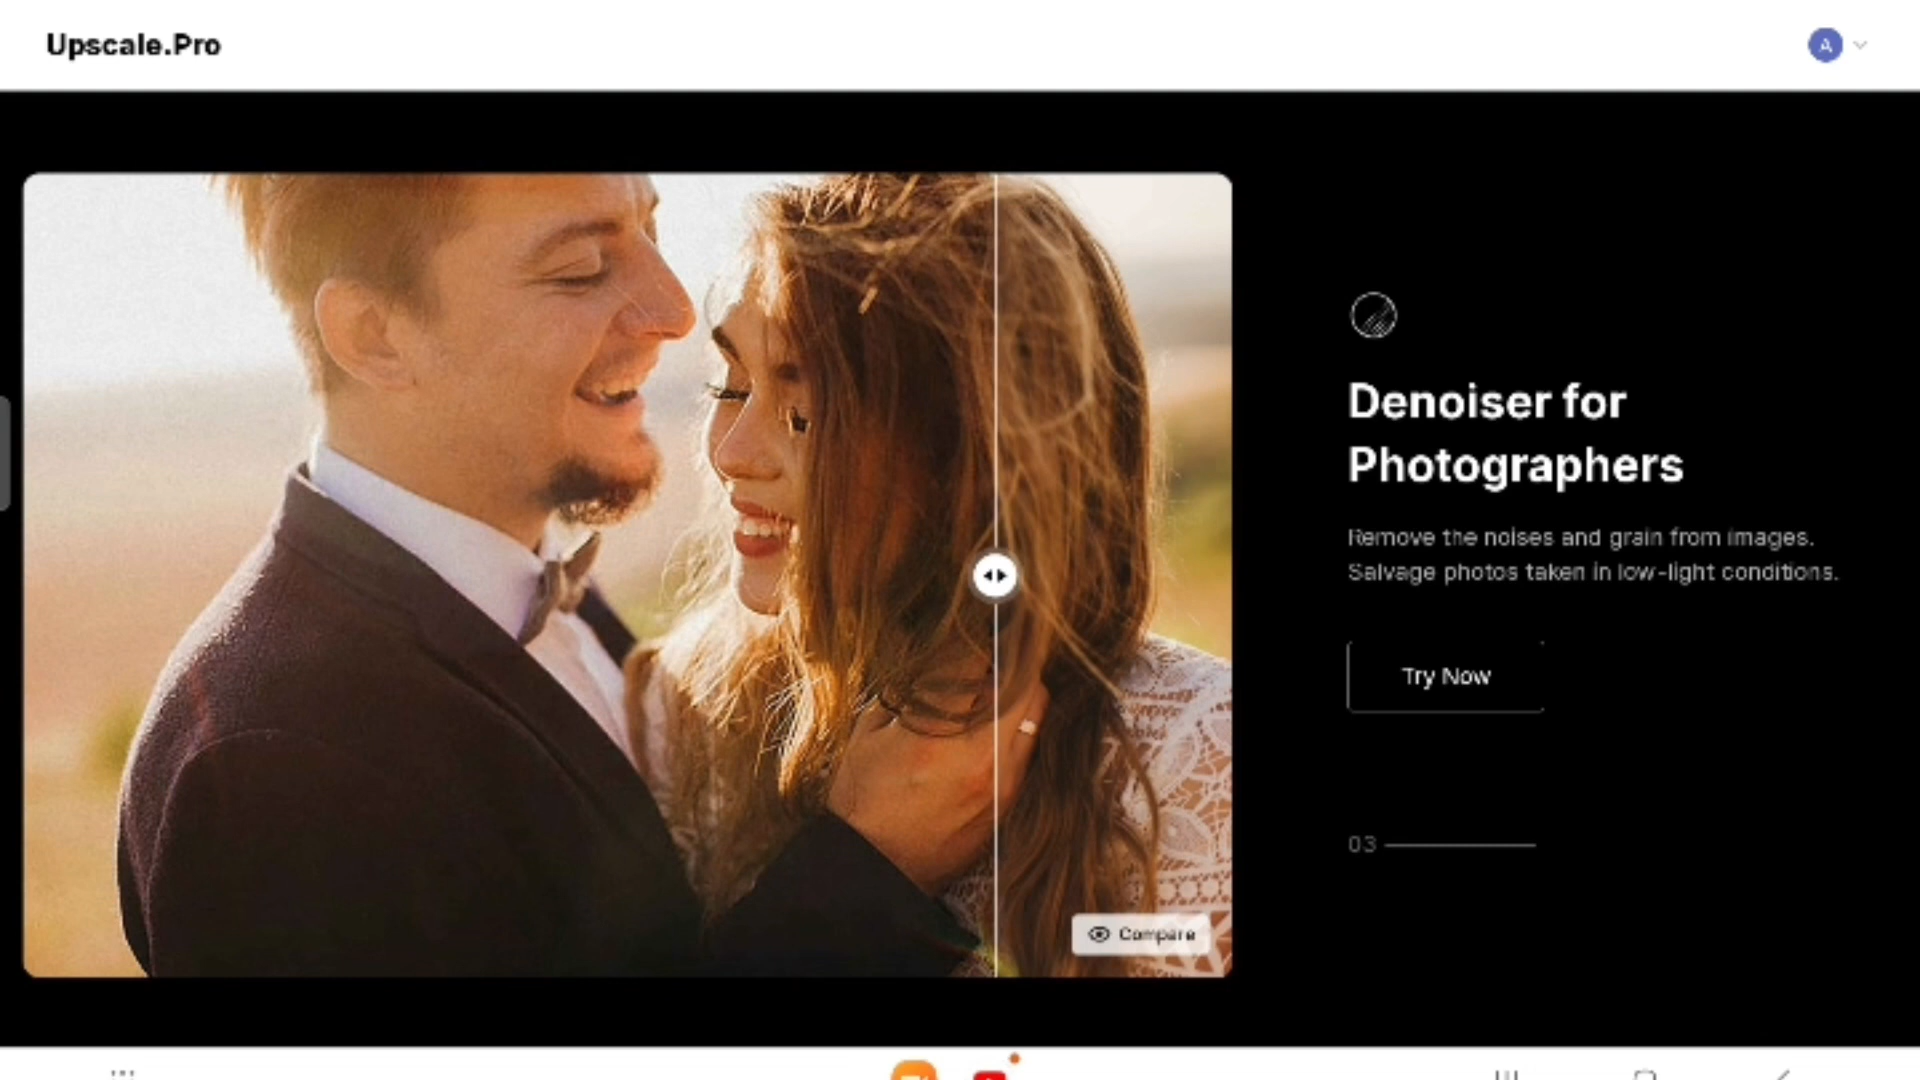 Upscale.Pro
A
Denoiser for
Photographers
Remove the noises and grain from images.
Salvage photos taken in low-light conditions.
Try Now
03
Compare